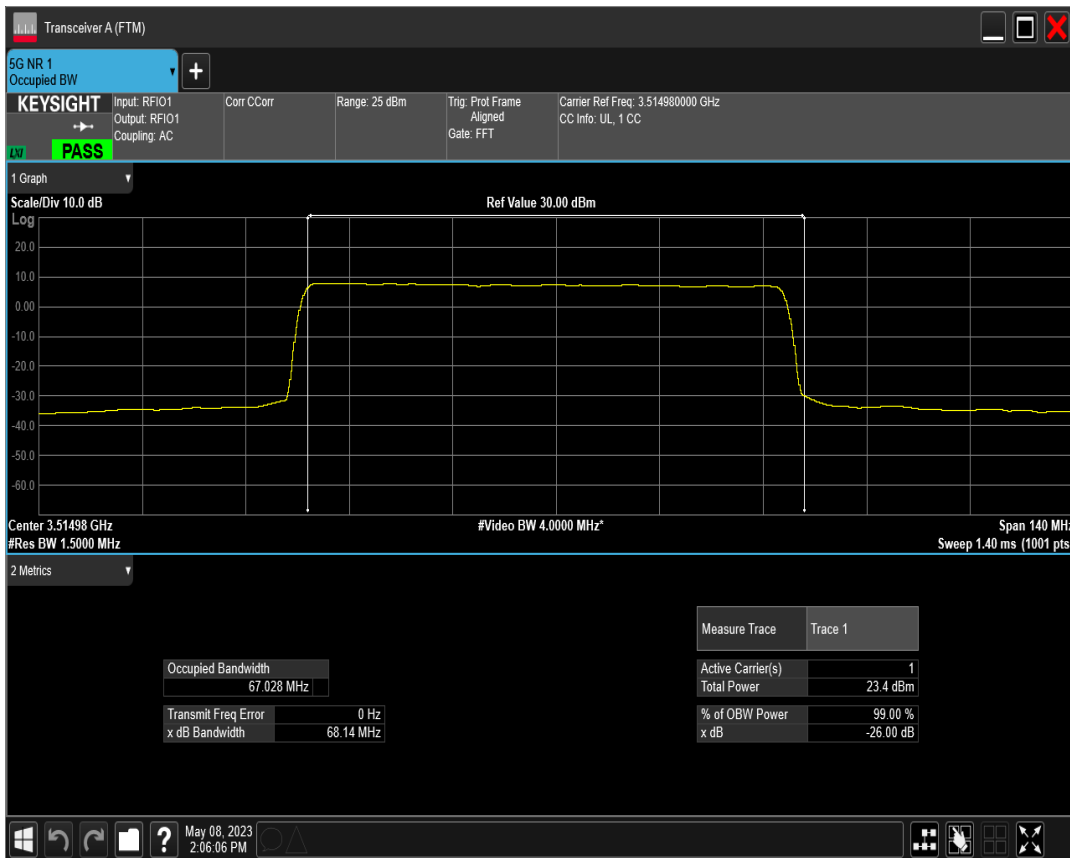 Transceiver A (FTM)
5G NR 1
Occupied BW
+
KEYSIGHT
LXI
PASS
Input: RFIO1
Output: RFIO1
Coupling: AC
Corr CCorr
Range: 25 dBm
Trig: Prot Frame
Aligned
Gate: FFT
Carrier Ref Freq: 3.514980000 GHz
CC Info: UL, 1 CC
1 Graph
Scale/Div 10.0 dB
Ref Value 30.00 dBm
Log
20.0
10.0
0.00
-10.0
-20.0
-30.0
-40.0
-50.0
-60.0
Center 3.51498 GHz
#Video BW 4.0000 MHz*
Span 140 MHz
#Res BW 1.5000 MHz
Sweep 1.40 ms (1001 pts
2 Metrics
Measure Trace Trace 1
Occupied Bandwidth
67.028 MHz
Active Carrier(s) 1
Total Power 23.4 dBm
Transmit Freq Error 0 Hz
x dB Bandwidth 68.14 MHz
% of OBW Power 99.00 %
x dB -26.00 dB
?
May 08, 2023
2:06:06 PM